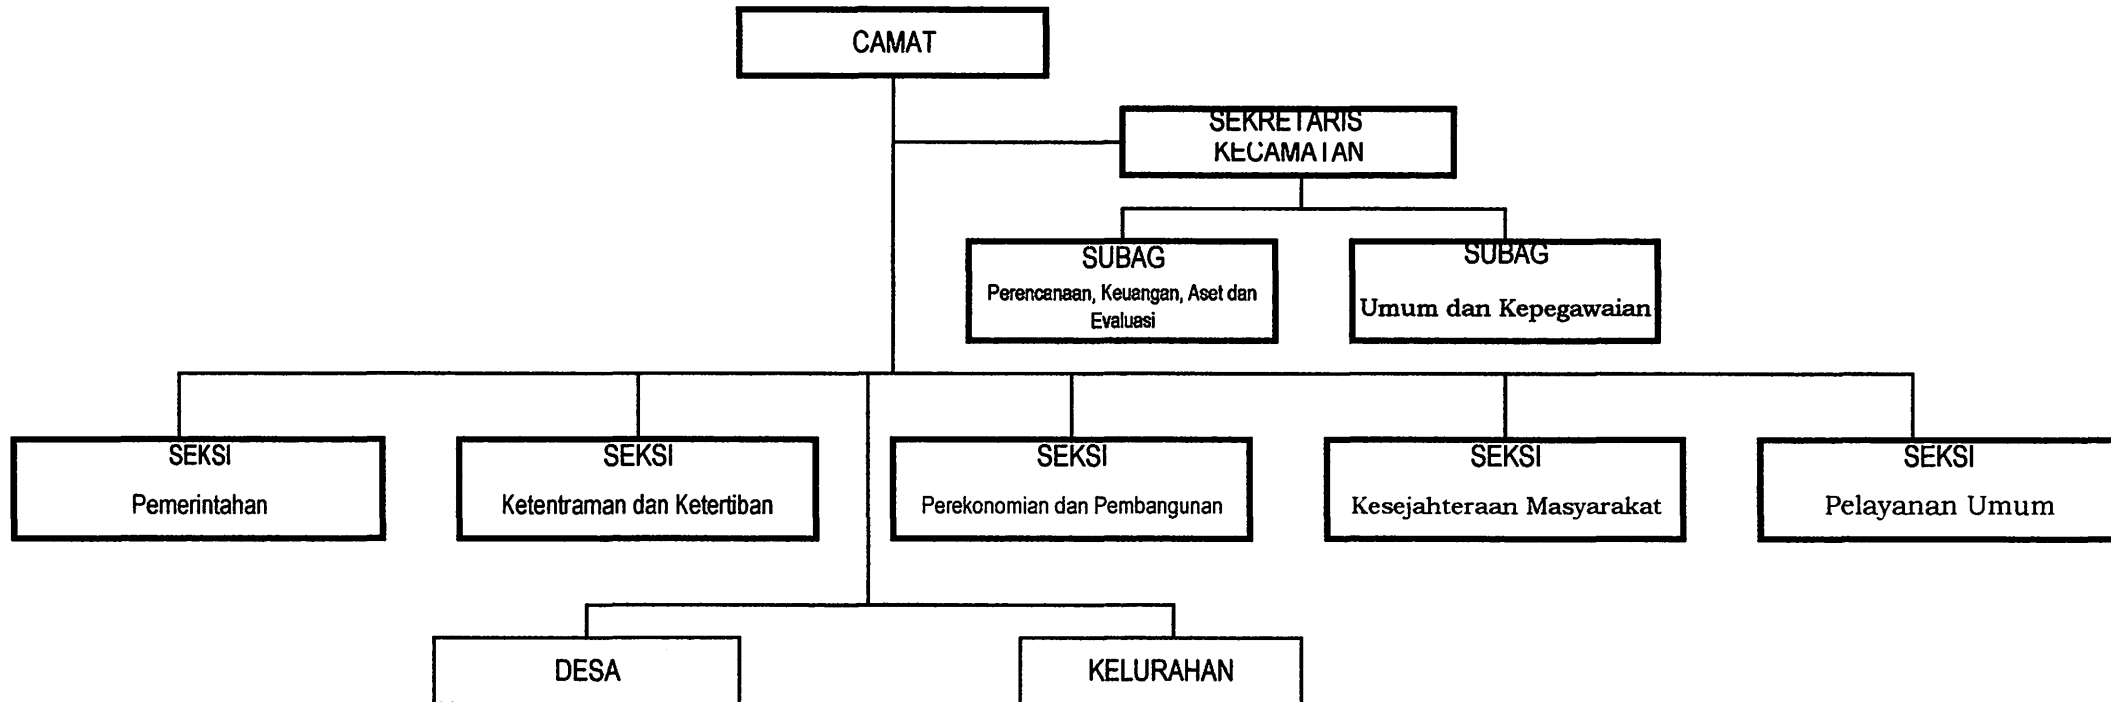 CAMAT
SEKRETARIS
KECAMATAN
SUBAG
Perencanaan, Keuangan, Aset dan
Evaluasi
SUBAG
Umum dan Kepegawaian
SEKSI
Pemerintahan
SEKSI
Ketentraman dan Ketertiban
SEKSI
Perekonomian dan Pembangunan
SEKSI
Kesejahteraan Masyarakat
SEKSI
Pelayanan Umum
DESA
KELURAHAN